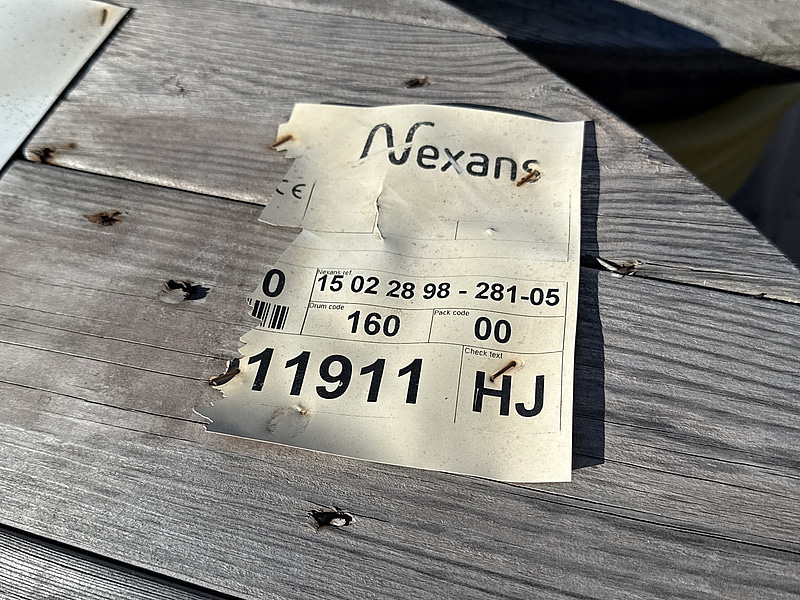 Nexans
CE
Nexans ref.
0 15 02 28 98 - 281-05
Drum code Pack code
160 00
Check text
11911 HJ